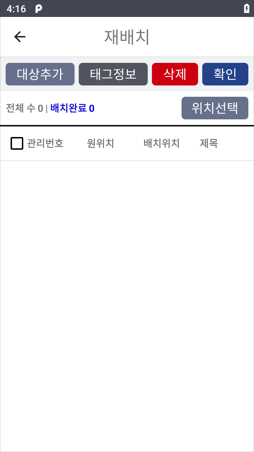 4:16
재배치
대상추가 태그정보 삭제 확인
전체 수 0 | 배치완료 0 위치선택
관리번호 원위치 배치위치 제목